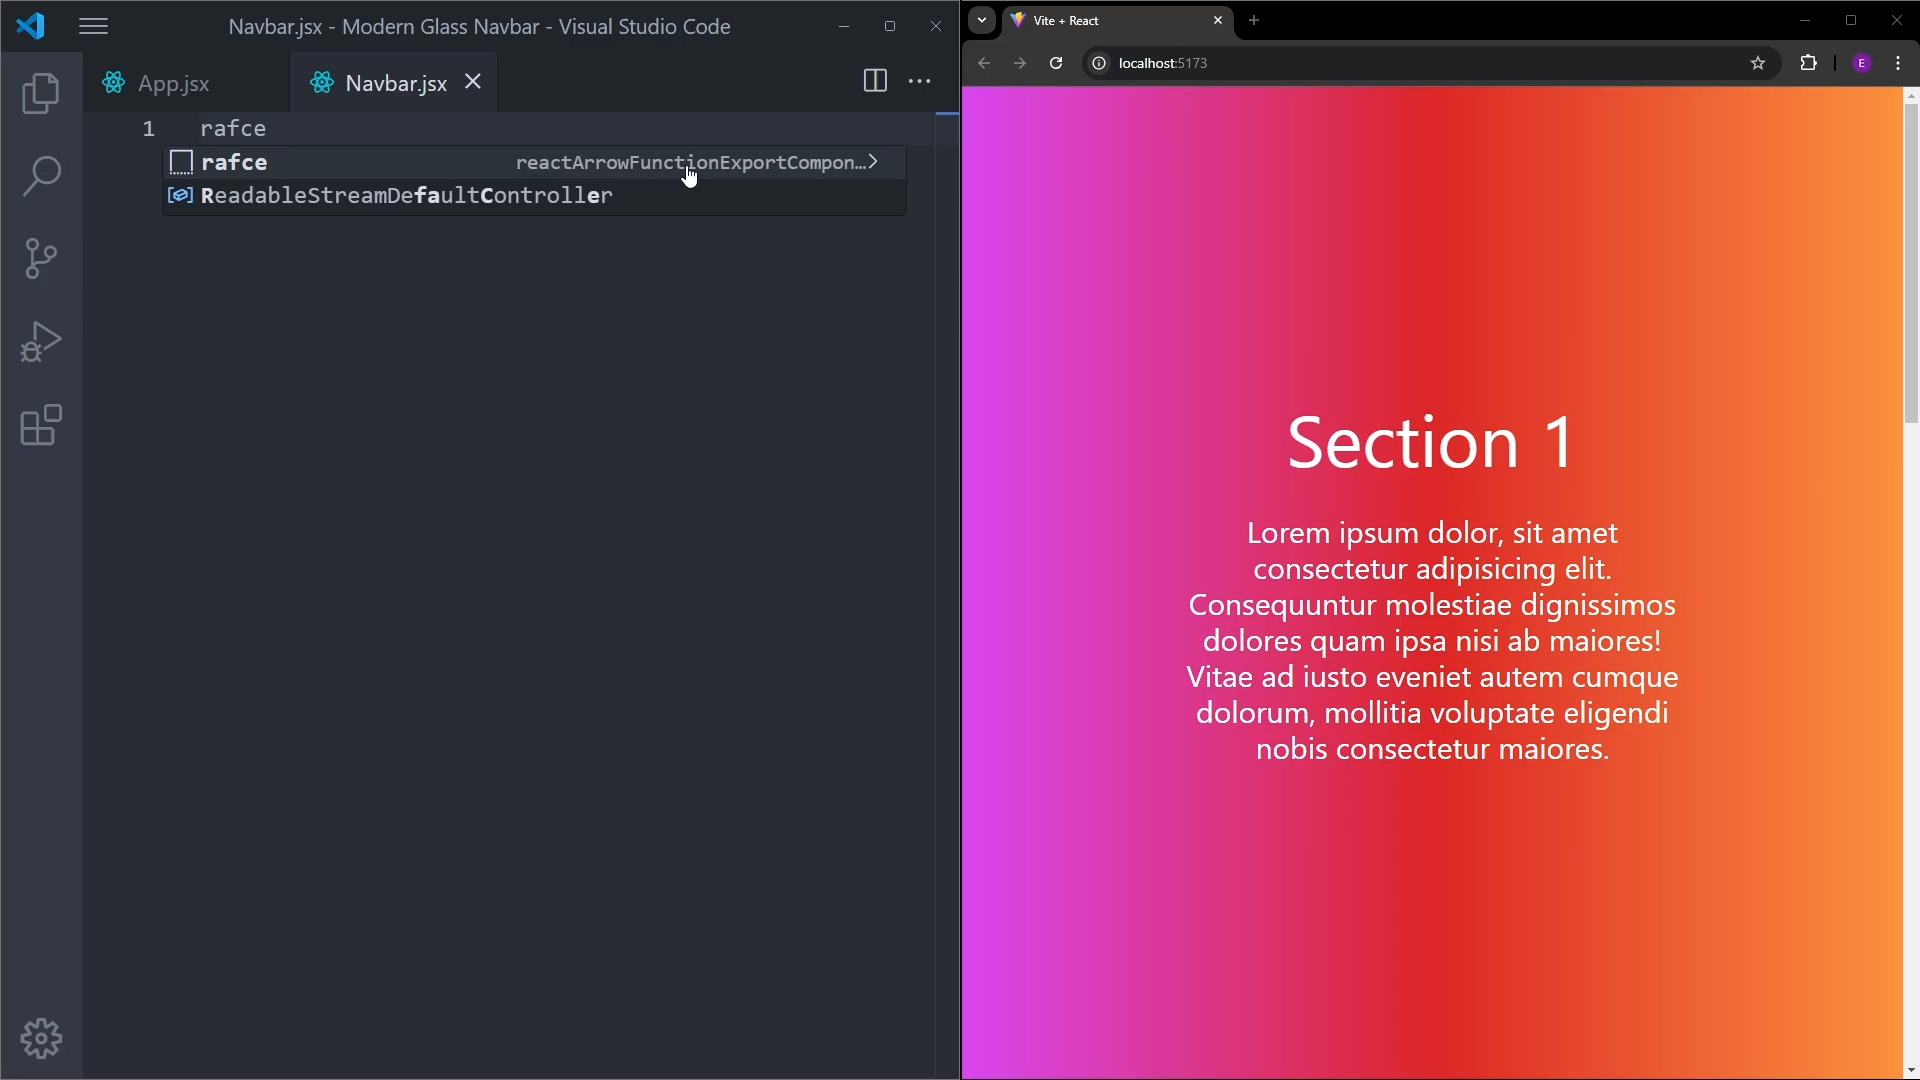 Navbar.jsx - Modern Glass Navbar - Visual Studio Code
App.jsx
Navbar.jsx
1 rafce
rafce reactArrowFunctionExportCompon...
ReadableStreamDefaultController
Vite + React
localhost:5173
E
Section 1
Lorem ipsum dolor, sit amet
consectetur adipisicing elit.
Consequuntur molestiae dignissimos
dolores quam ipsa nisi ab maiores!
Vitae ad iusto eveniet autem cumque
dolorum, mollitia voluptate eligendi
nobis consectetur maiores.